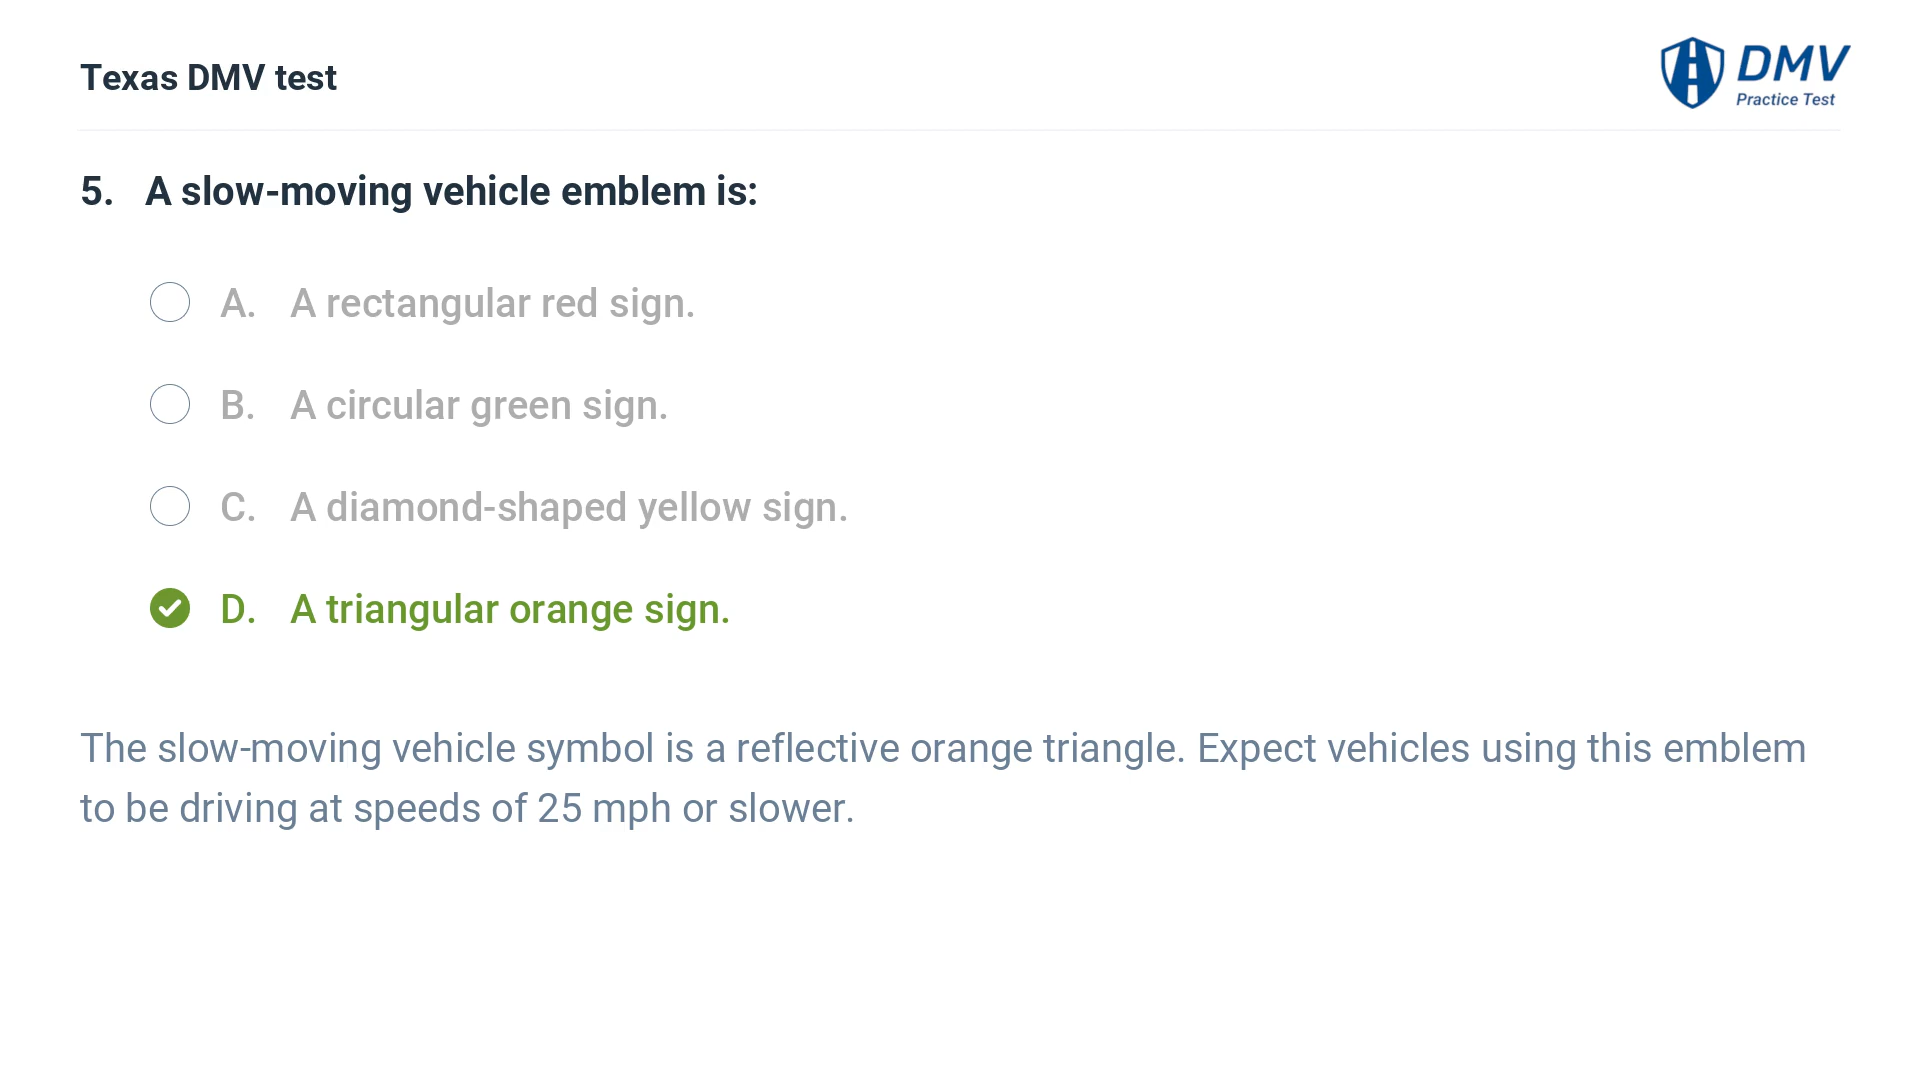 Texas DMV test
DMV
Practice Test
5. A slow-moving vehicle emblem is:
A. A rectangular red sign.
B. A circular green sign.
C. A diamond-shaped yellow sign.
D. A triangular orange sign.
The slow-moving vehicle symbol is a reflective orange triangle. Expect vehicles using this emblem
to be driving at speeds of 25 mph or slower.